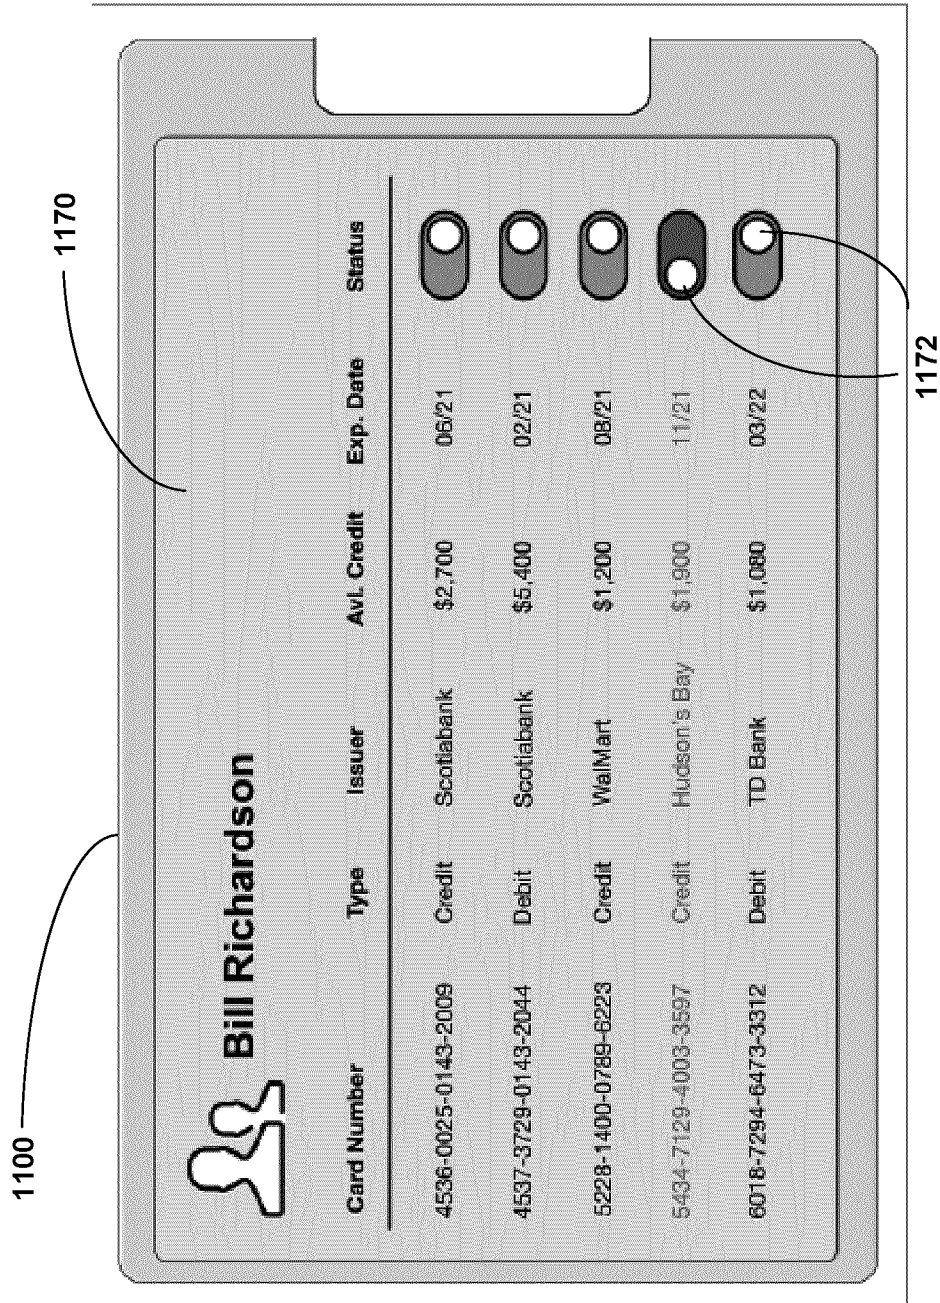 1100
1170
Bill Richardson
Card Number Type Issuer Avl. Credit Exp. Date Status
4536-0025-0143-2009 Credit Scotiabank $2,700 06/21
4537-3729-0143-2044 Debit Scotiabank $5,400 02/21
5228-1400-0789-6223 Credit WalMart $1,200 08/21
5434-7129-4003-3597 Credit Hudson's Bay $1,900 11/21
6018-7294-6473-3312 Debit TD Bank $1,080 03/22
1172